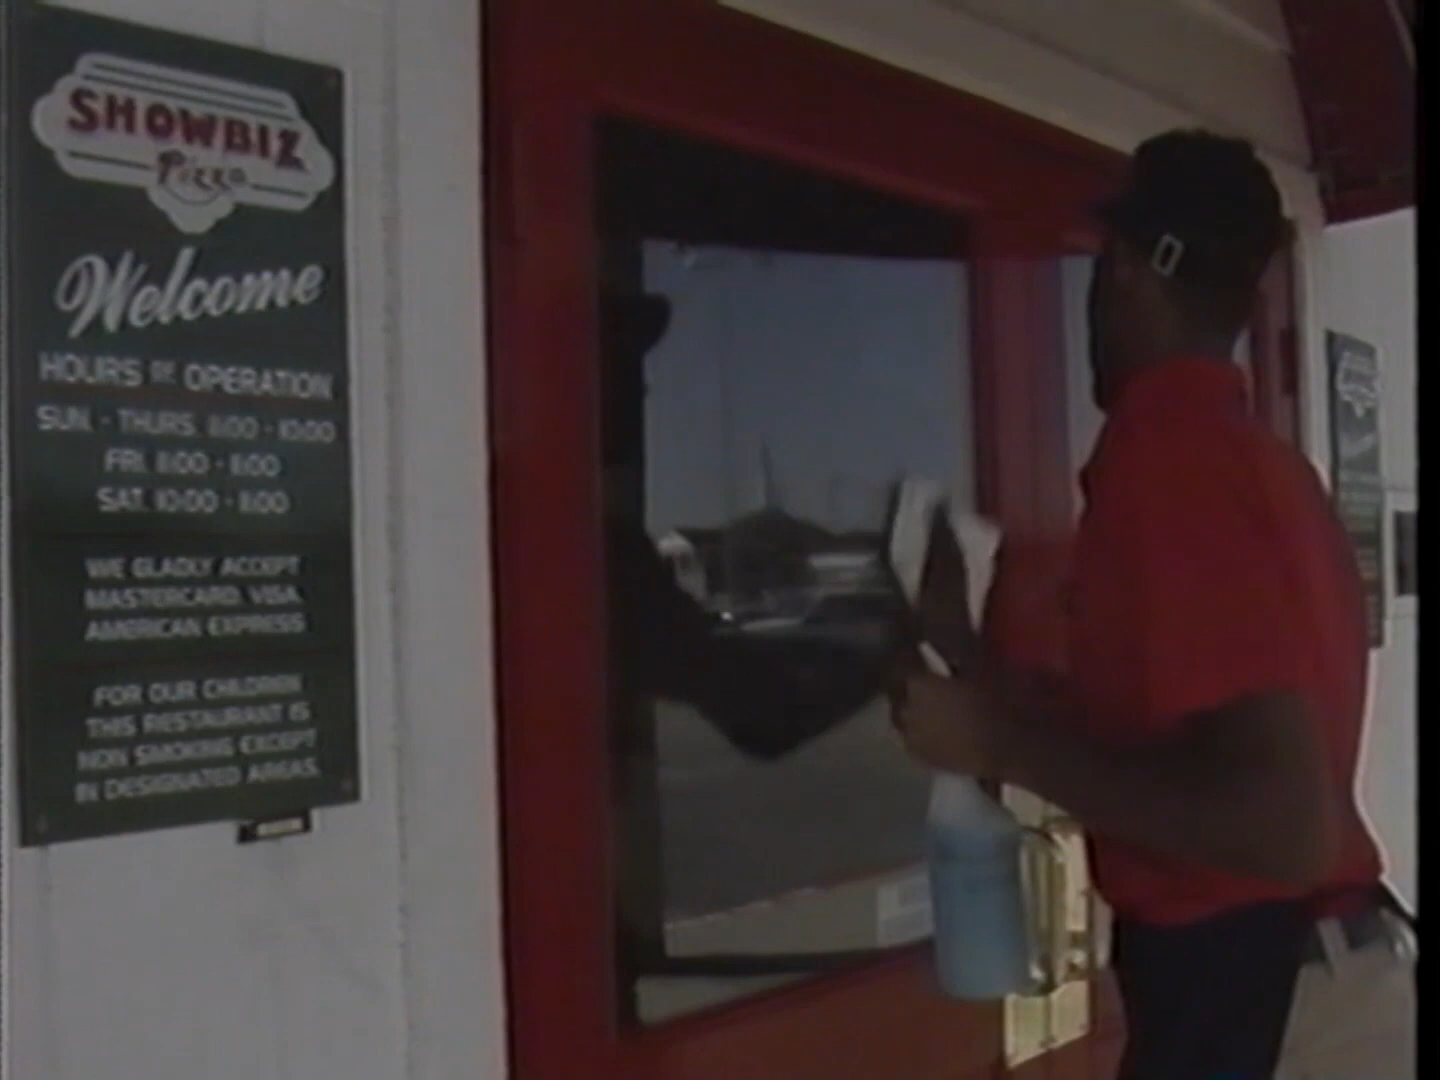 SHOWBIZ
Pizza
Welcome
HOURS OF OPERATION
SUN. - THURS. 11:00 - 10:00
FRI. 11:00 - 11:00
SAT. 10:00 - 11:00
WE GLADLY ACCEPT
MASTERCARD, VISA,
AMERICAN EXPRESS
FOR OUR CHILDREN
THIS RESTAURANT IS
NON SMOKING EXCEPT
IN DESIGNATED AREAS.